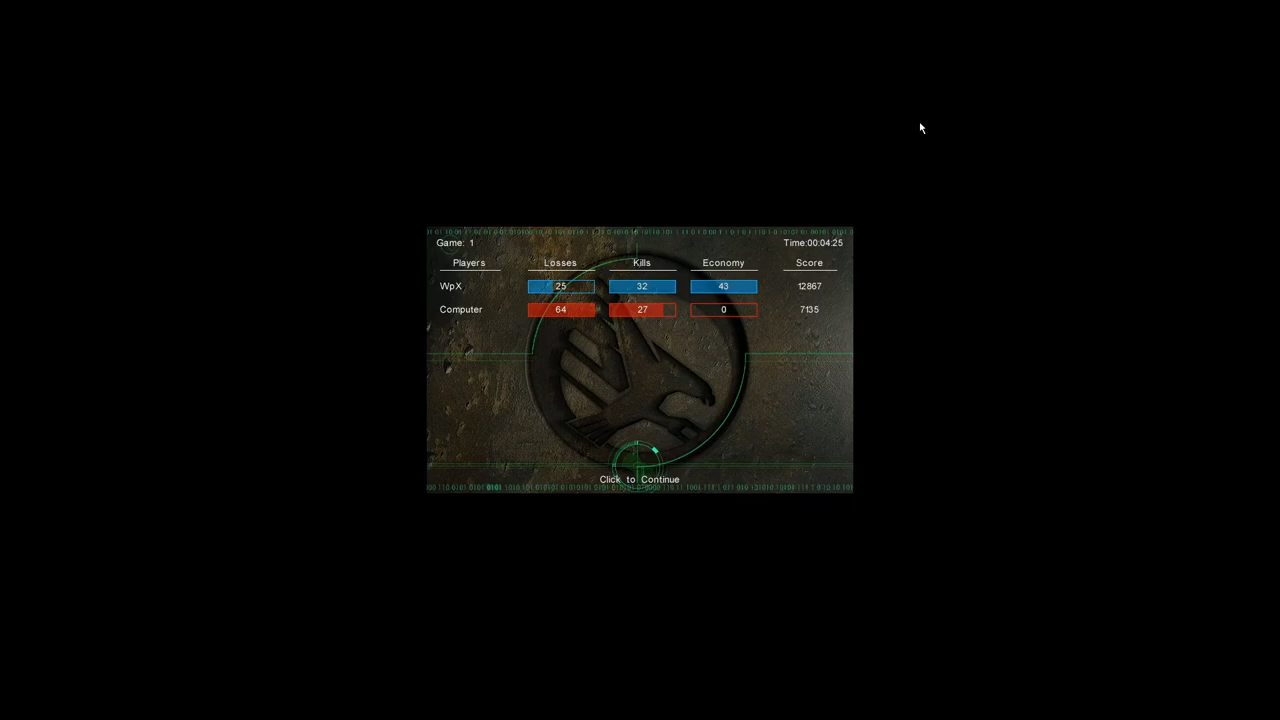 Game: 1 Time:00:04:25
Players Losses Kills Economy Score
WpX 25 32 43 12867
Computer 64 27 0 7135
Click to Continue